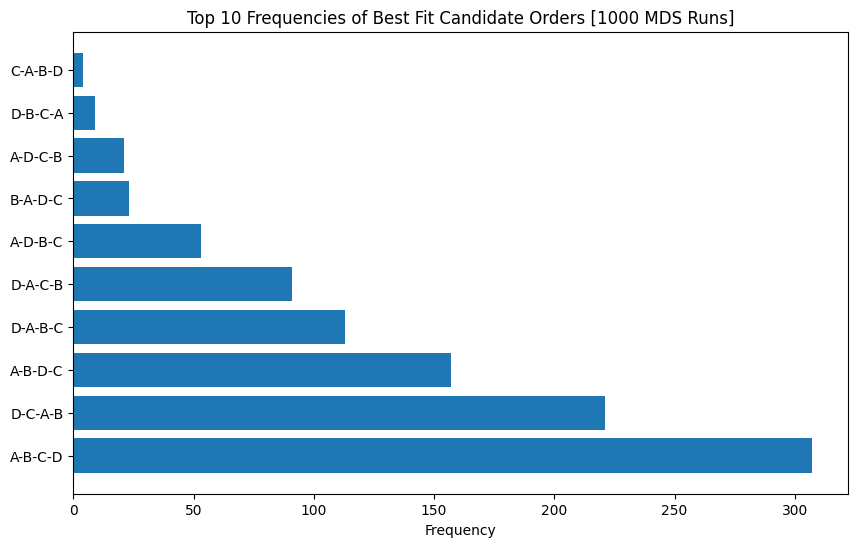 Top 10 Frequencies of Best Fit Candidate Orders [1000 MDS Runs]
C-A-B-D
D-B-C-A
A-D-C-B
B-A-D-C
A-D-B-C
D-A-C-B
D-A-B-C
A-B-D-C
D-C-A-B
A-B-C-D
0 50 100 150 200 250 300
Frequency